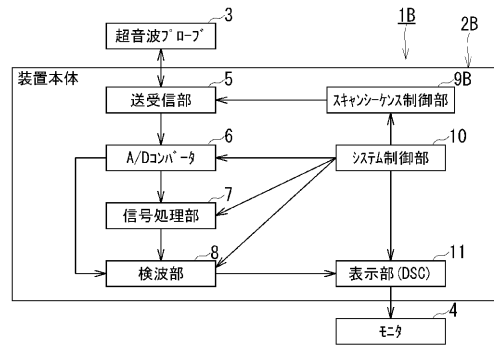 1B
2B
3
超音波プローブ
装置本体
5
送受信部
9B
スキャンシーケンス制御部
6
A/Dコンバータ
10
システム制御部
7
信号処理部
8
検波部
11
表示部(DSC)
4
モニタ